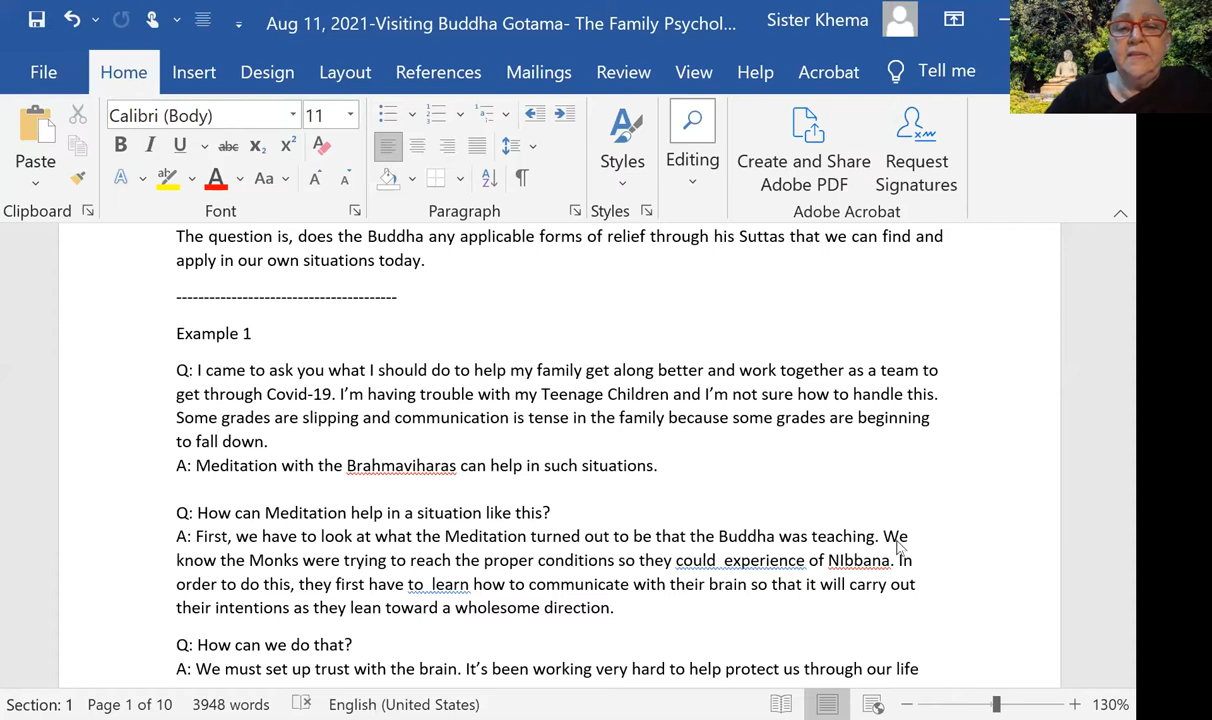 Aug 11, 2021-Visiting Buddha Gotama- The Family Psychol...
Sister Khema
File Home Insert Design Layout References Mailings Review View Help Acrobat Tell me
Calibri (Body) 11
Paste
Styles
Editing
Create and Share Adobe PDF
Request Signatures
Clipboard Font Paragraph Styles Adobe Acrobat
The question is, does the Buddha any applicable forms of relief through his Suttas that we can find and
apply in our own situations today.
----------------------------------------
Example 1
Q: I came to ask you what I should do to help my family get along better and work together as a team to
get through Covid-19. I'm having trouble with my Teenage Children and I'm not sure how to handle this.
Some grades are slipping and communication is tense in the family because some grades are beginning
to fall down.
A: Meditation with the Brahmaviharas can help in such situations.
Q: How can Meditation help in a situation like this?
A: First, we have to look at what the Meditation turned out to be that the Buddha was teaching. We
know the Monks were trying to reach the proper conditions so they could  experience of NIbbana. In
order to do this, they first have to  learn how to communicate with their brain so that it will carry out
their intentions as they lean toward a wholesome direction.
Q: How can we do that?
A: We must set up trust with the brain. It's been working very hard to help protect us through our life
Section: 1 Page 1 of 10 3948 words English (United States) 130%